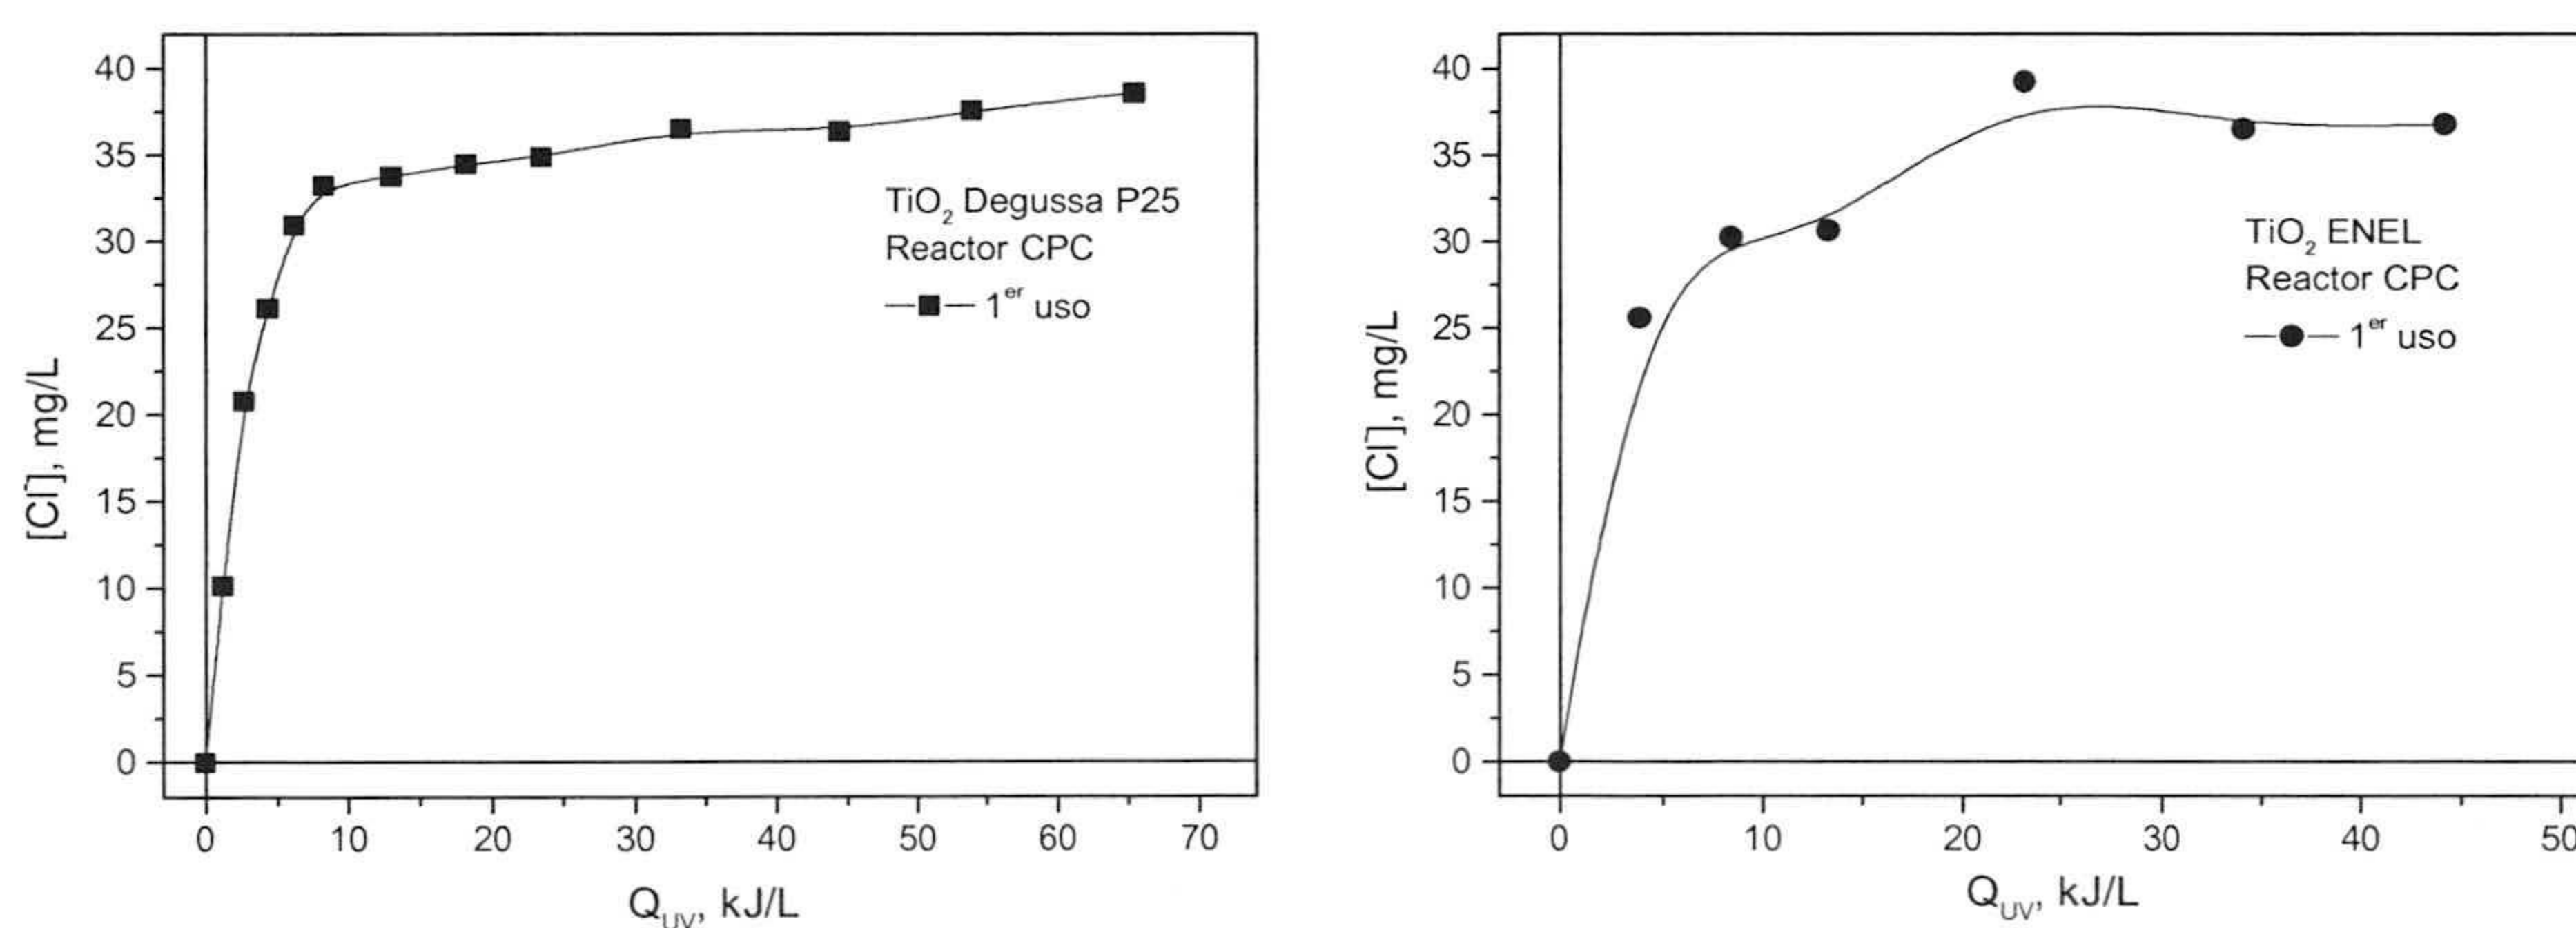 40
35
30
25
20
15
10
5
0
[Cl⁻], mg/L
TiO₂ Degussa P25
Reactor CPC
1ᵉʳ uso
0 10 20 30 40 50 60 70
Q_UV, kJ/L
40
35
30
25
20
15
10
5
0
[Cl⁻], mg/L
TiO₂ ENEL
Reactor CPC
1ᵉʳ uso
0 10 20 30 40 50
Q_UV, kJ/L